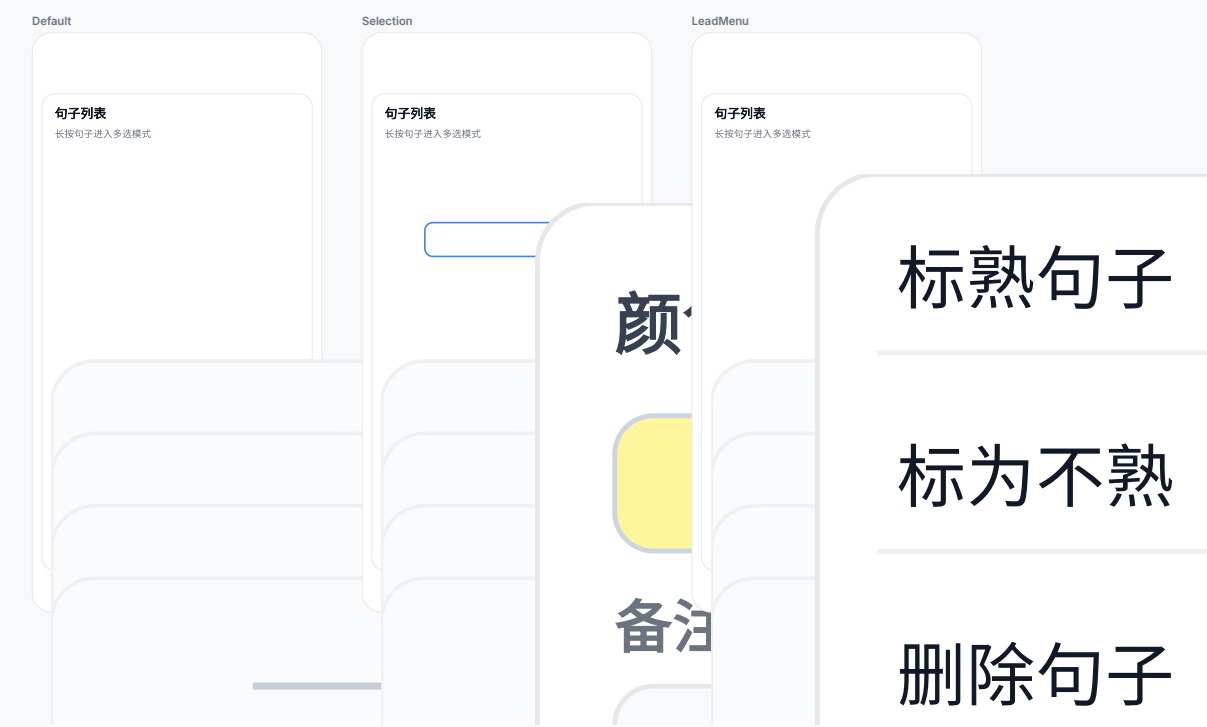 Default
句子列表
长按句子进入多选模式
Selection
句子列表
长按句子进入多选模式
颜
备注
LeadMenu
句子列表
长按句子进入多选模式
标熟句子
标为不熟
删除句子